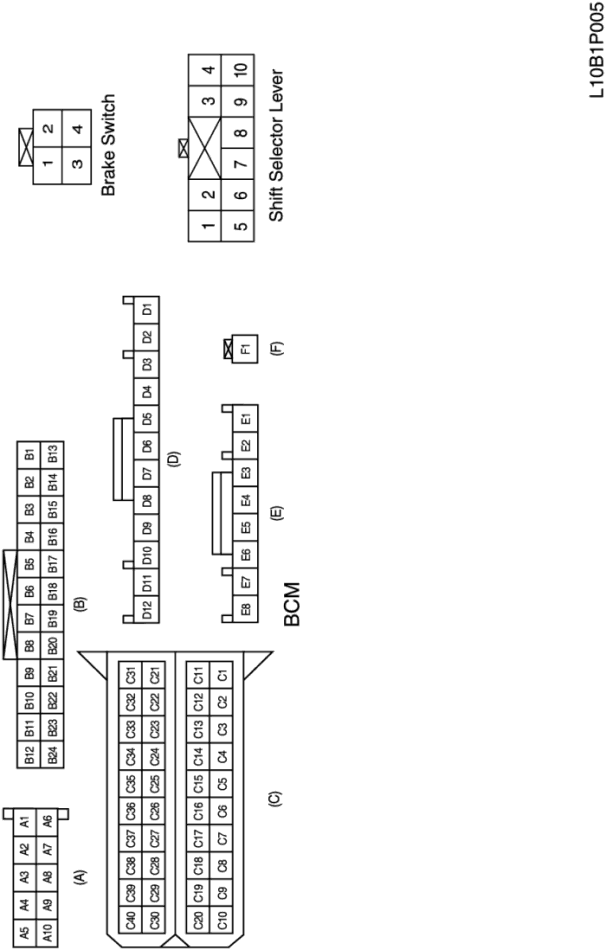 A5 A4 A3 A2 A1
A10 A9 A8 A7 A6
(A)
B12 B11 B10 B9 B8 B7 B6 B5 B4 B3 B2 B1
B24 B23 B22 B21 B20 B19 B18 B17 B16 B15 B14 B13
(B)
1 2
3 4
Brake Switch
C40 C39 C38 C37 C36 C35 C34 C33 C32 C31
C30 C29 C28 C27 C26 C25 C24 C23 C22 C21
C20 C19 C18 C17 C16 C15 C14 C13 C12 C11
C10 C9 C8 C7 C6 C5 C4 C3 C2 C1
(C)
D12 D11 D10 D9 D8 D7 D6 D5 D4 D3 D2 D1
(D)
E8 E7 E6 E5 E4 E3 E2 E1
(E)
F1
(F)
BCM
1 2 3 4
5 6 7 8 9 10
Shift Selector Lever
L10B1P005